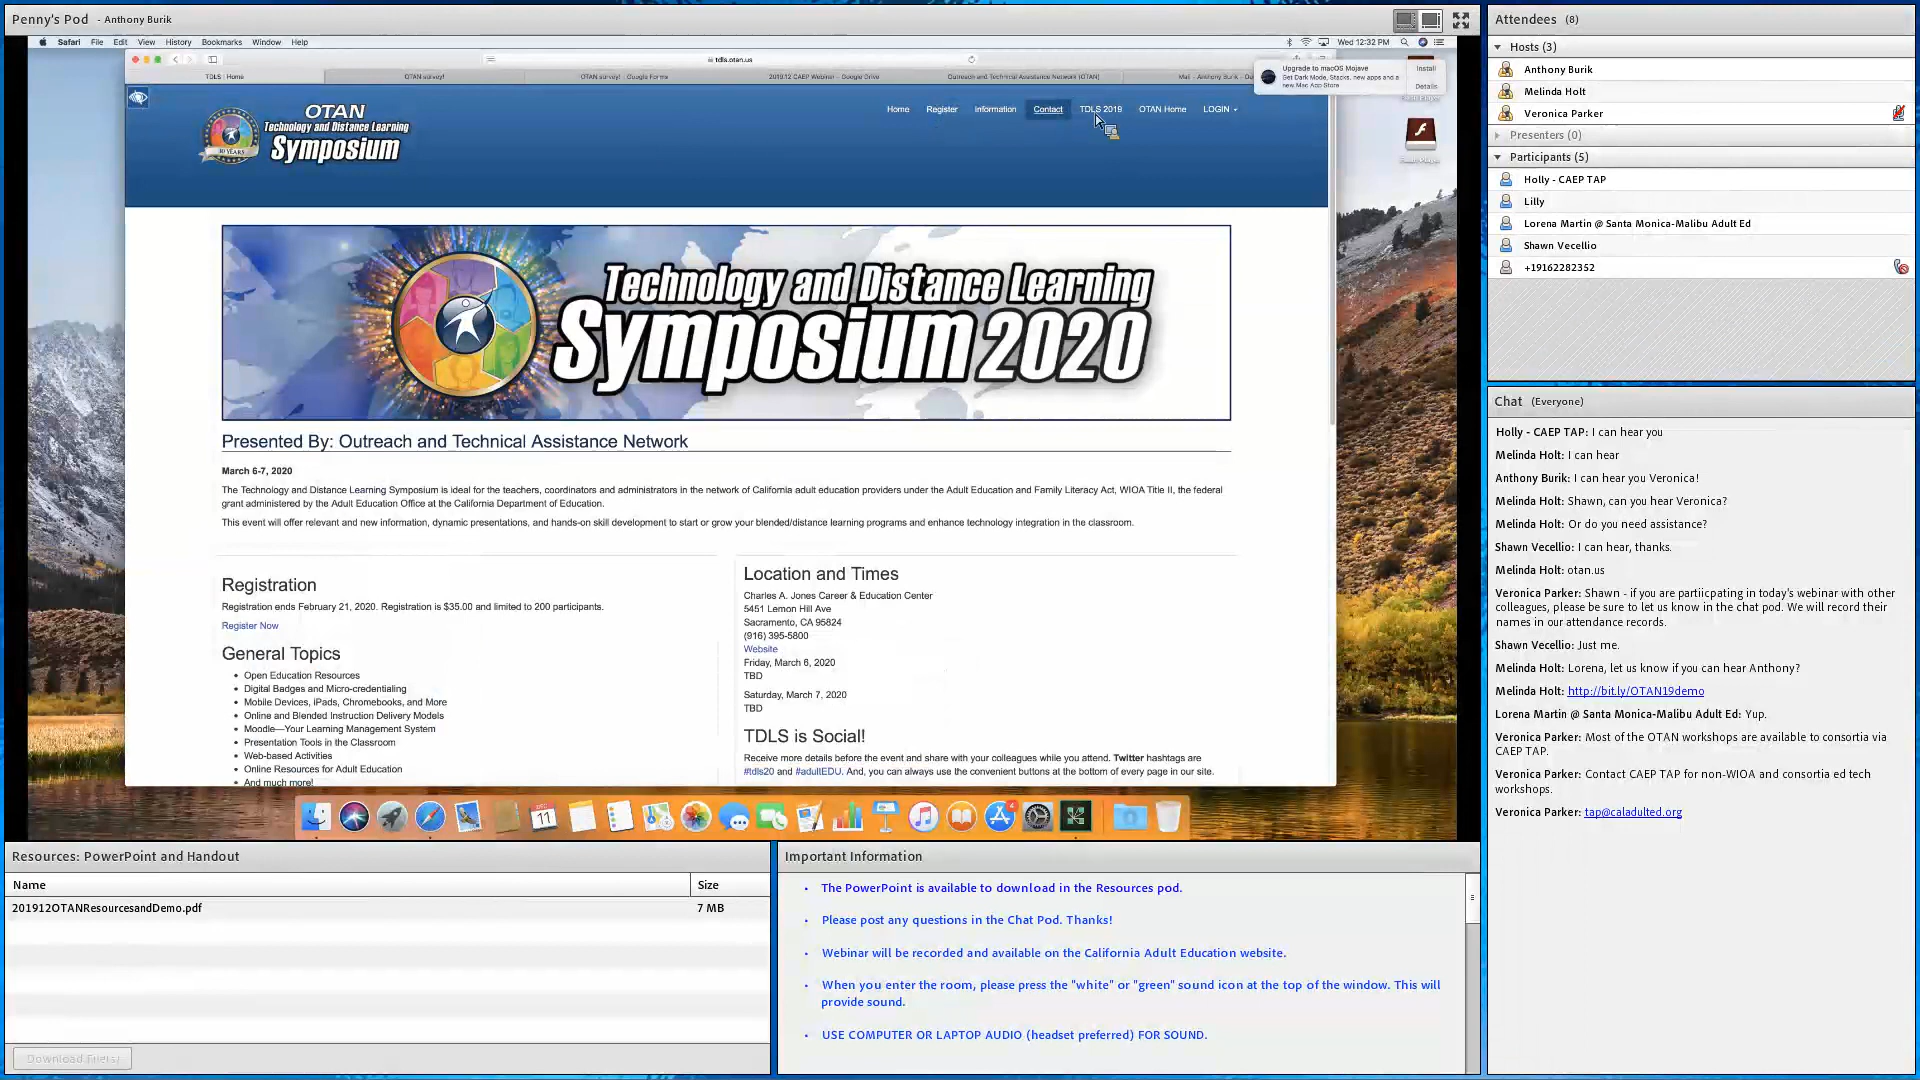 Penny's Pod - Anthony Burik
Safari File Edit View History Bookmarks Window Help
Wed 12:32 PM
tdls.otan.us
TDLS | Home
OTAN survey!
OTAN survey! - Google Forms
2019.12 CAEP Webinar - Google Drive
Outreach and Technical Assistance Network (OTAN)
Mail - Anthony Burik - Ou
Upgrade to macOS Mojave
Get Dark Mode, Stacks, new apps and a
new Mac App Store
Install
Details
OTAN
Technology and Distance Learning
Symposium
10 YEARS
Home Register Information Contact TDLS 2019 OTAN Home LOGIN
Technology and Distance Learning
Symposium 2020
Presented By: Outreach and Technical Assistance Network
March 6-7, 2020
The Technology and Distance Learning Symposium is ideal for the teachers, coordinators and administrators in the network of California adult education providers under the Adult Education and Family Literacy Act, WIOA Title II, the federal
grant administered by the Adult Education Office at the California Department of Education.
This event will offer relevant and new information, dynamic presentations, and hands-on skill development to start or grow your blended/distance learning programs and enhance technology integration in the classroom.
Registration
Registration ends February 21, 2020. Registration is $35.00 and limited to 200 participants.
Register Now
General Topics
• Open Education Resources
• Digital Badges and Micro-credentialing
• Mobile Devices, iPads, Chromebooks, and More
• Online and Blended Instruction Delivery Models
• Moodle—Your Learning Management System
• Presentation Tools in the Classroom
• Web-based Activities
• Online Resources for Adult Education
• And much more!
Location and Times
Charles A. Jones Career & Education Center
5451 Lemon Hill Ave
Sacramento, CA 95824
(916) 395-5800
Website
Friday, March 6, 2020
TBD
Saturday, March 7, 2020
TBD
TDLS is Social!
Receive more details before the event and share with your colleagues while you attend. Twitter hashtags are
#tdls20 and #adultEDU. And, you can always use the convenient buttons at the bottom of every page in our site.
DEC
11
4
Resources: PowerPoint and Handout
Name Size
201912OTANResourcesandDemo.pdf 7 MB
Download File(s)
Important Information
• The PowerPoint is available to download in the Resources pod.
• Please post any questions in the Chat Pod. Thanks!
• Webinar will be recorded and available on the California Adult Education website.
• When you enter the room, please press the "white" or "green" sound icon at the top of the window. This will
provide sound.
• USE COMPUTER OR LAPTOP AUDIO (headset preferred) FOR SOUND.
Attendees (8)
Hosts (3)
Anthony Burik
Melinda Holt
Veronica Parker
Presenters (0)
Participants (5)
Holly - CAEP TAP
Lilly
Lorena Martin @ Santa Monica-Malibu Adult Ed
Shawn Vecellio
+19162282352
Chat (Everyone)
Holly - CAEP TAP: I can hear you
Melinda Holt: I can hear
Anthony Burik: I can hear you Veronica!
Melinda Holt: Shawn, can you hear Veronica?
Melinda Holt: Or do you need assistance?
Shawn Vecellio: I can hear, thanks.
Melinda Holt: otan.us
Veronica Parker: Shawn - if you are partiicpating in today's webinar with other
colleagues, please be sure to let us know in the chat pod. We will record their
names in our attendance records.
Shawn Vecellio: Just me.
Melinda Holt: Lorena, let us know if you can hear Anthony?
Melinda Holt: http://bit.ly/OTAN19demo
Lorena Martin @ Santa Monica-Malibu Adult Ed: Yup.
Veronica Parker: Most of the OTAN workshops are available to consortia via
CAEP TAP.
Veronica Parker: Contact CAEP TAP for non-WIOA and consortia ed tech
workshops.
Veronica Parker: tap@caladulted.org